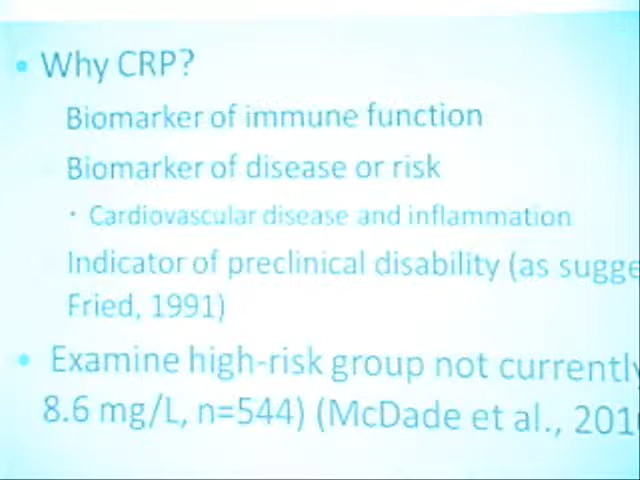 • Why CRP?
Biomarker of immune function
Biomarker of disease or risk
• Cardiovascular disease and inflammation
Indicator of preclinical disability (as sugge
Fried, 1991)
• Examine high-risk group not currently
8.6 mg/L, n=544) (McDade et al., 201